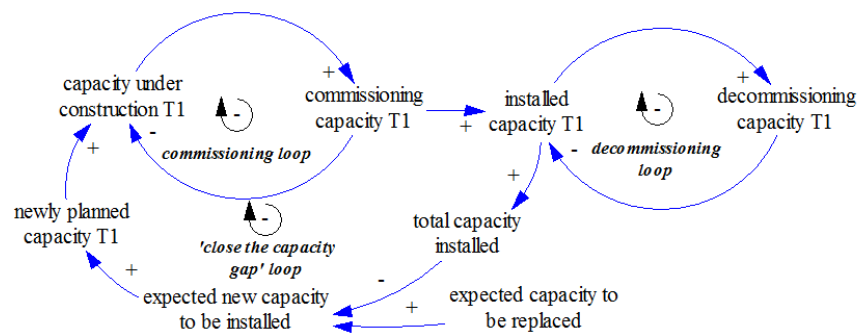 capacity under
construction T1
+
commissioning
capacity T1
-
-
commissioning loop
+
+
installed
capacity T1
+
decommissioning
capacity T1
-
-
decommissioning
loop
+
newly planned
capacity T1
-
'close the capacity
gap' loop
+
total capacity
installed
+
-
expected new capacity
to be installed
+
expected capacity to
be replaced